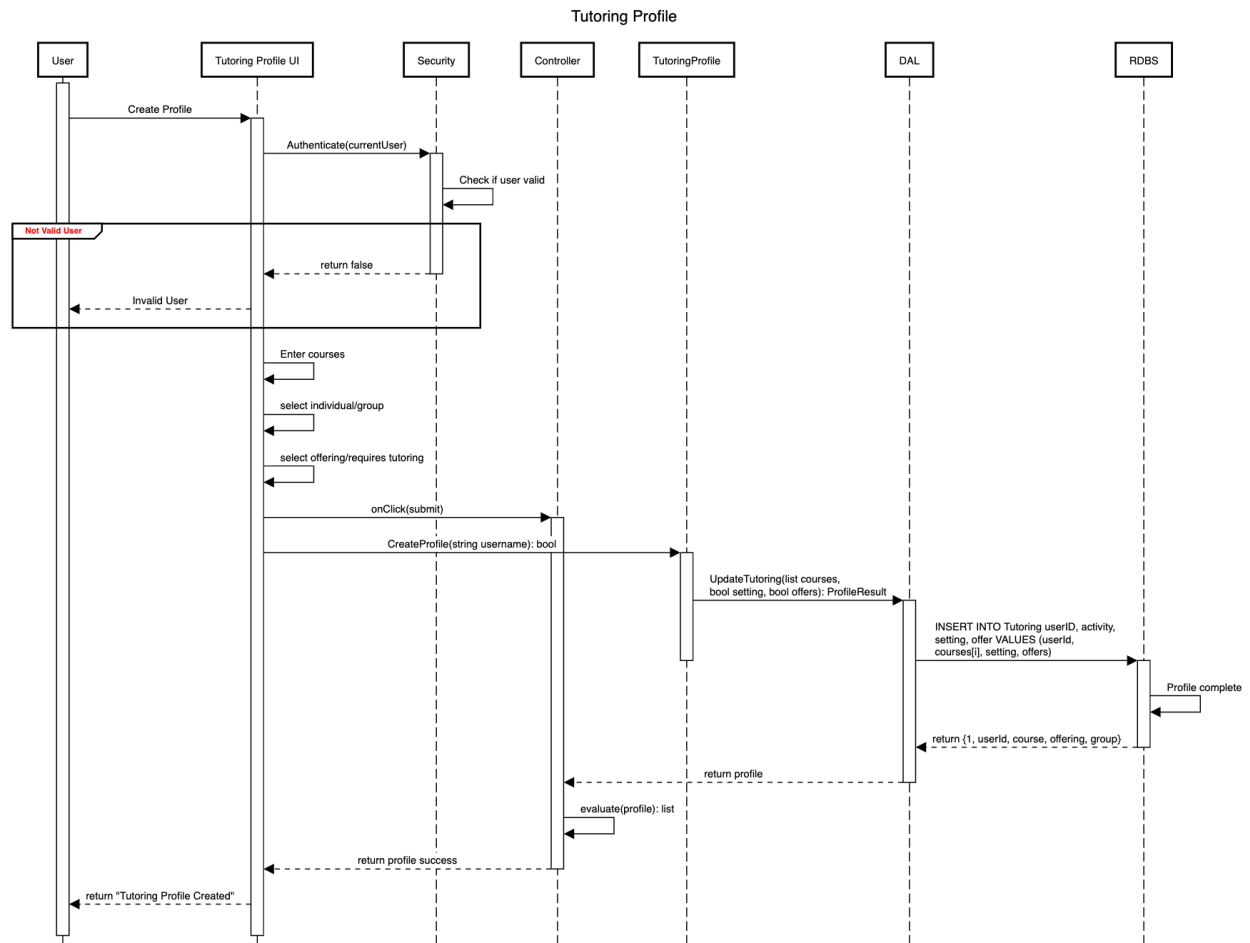 Tutoring Profile
User
Tutoring Profile UI
Security
Controller
TutoringProfile
DAL
RDBS
Create Profile
Authenticate(currentUser)
Check if user valid
Not Valid User
return false
Invalid User
Enter courses
select individual/group
select offering/requires tutoring
onClick(submit)
CreateProfile(string username): bool
UpdateTutoring(list courses,
bool setting, bool offers): ProfileResult
INSERT INTO Tutoring userID, activity,
setting, offer VALUES (userId,
courses[i], setting, offers)
Profile complete
return {1, userId, course, offering, group}
return profile
evaluate(profile): list
return profile success
return "Tutoring Profile Created"